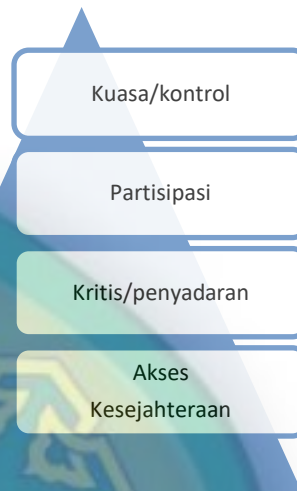 Kuasa/kontrol
Partisipasi
Kritis/penyadaran
Akses
Kesejahteraan